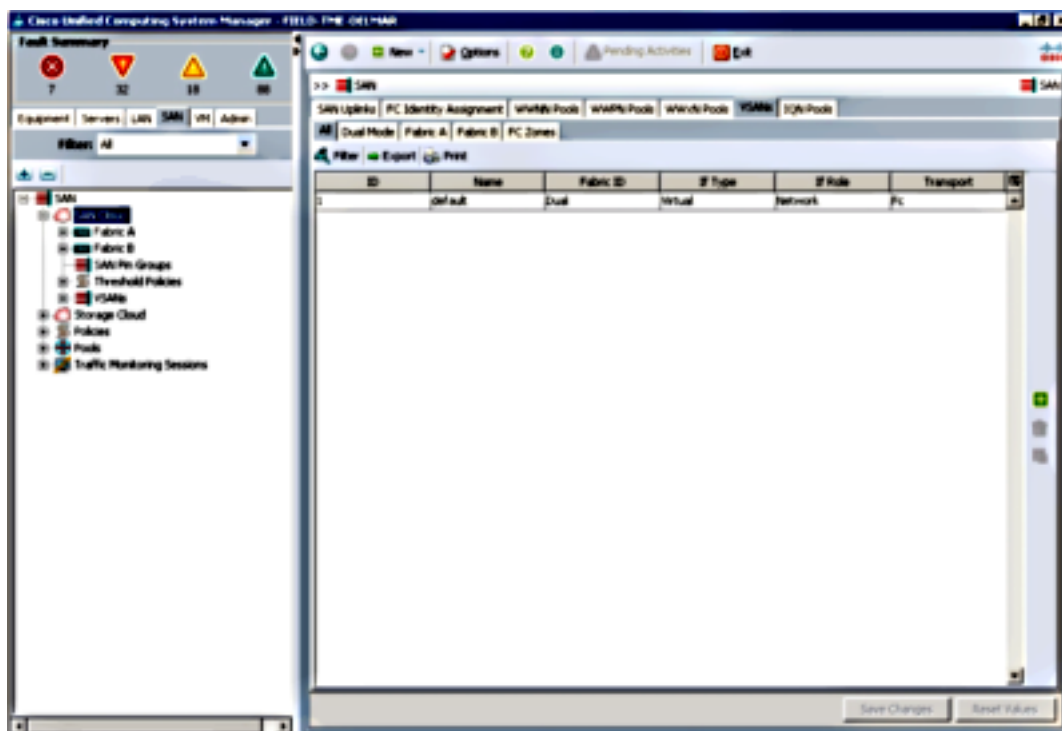 Cisco Unified Computing System Manager - FIELD-TME-DELMAR
Fault Summary
7 32 18 88
Equipment Servers LAN SAN VM Admin
Filter: All
SAN
SAN Cloud
Fabric A
Fabric B
SAN Pin Groups
Threshold Policies
VSANs
Storage Cloud
Policies
Pools
Traffic Monitoring Sessions
New Options Pending Activities Exit
>> SAN SAN
SAN Uplinks FC Identity Assignment WWNN Pools WWPN Pools WWxN Pools VSANs IQN Pools
All Dual Mode Fabric A Fabric B FC Zones
Filter Export Print
ID Name Fabric ID IF Type IF Role Transport
1 default Dual Virtual Network Fc
Save Changes Reset Values